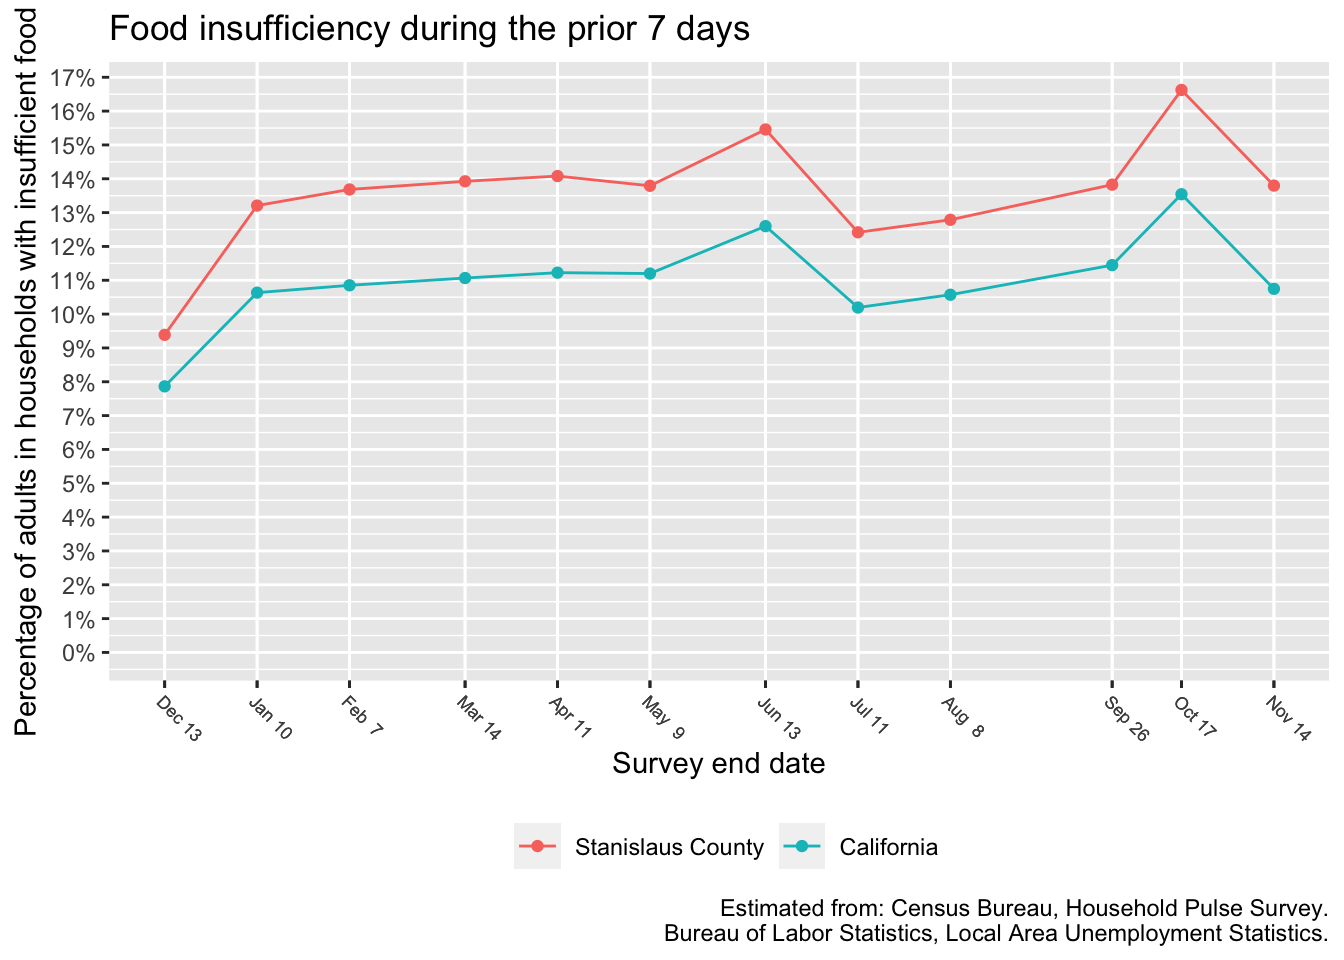 Food insufficiency during the prior 7 days
Percentage of adults in households with insufficient food
17%
16%
15%
14%
13%
12%
11%
10%
9%
8%
7%
6%
5%
4%
3%
2%
1%
0%
Dec 13
Jan 10
Feb 7
Mar 14
Apr 11
May 9
Jun 13
Jul 11
Aug 8
Sep 26
Oct 17
Nov 14
Survey end date
Stanislaus County
California
Estimated from: Census Bureau, Household Pulse Survey.
Bureau of Labor Statistics, Local Area Unemployment Statistics.